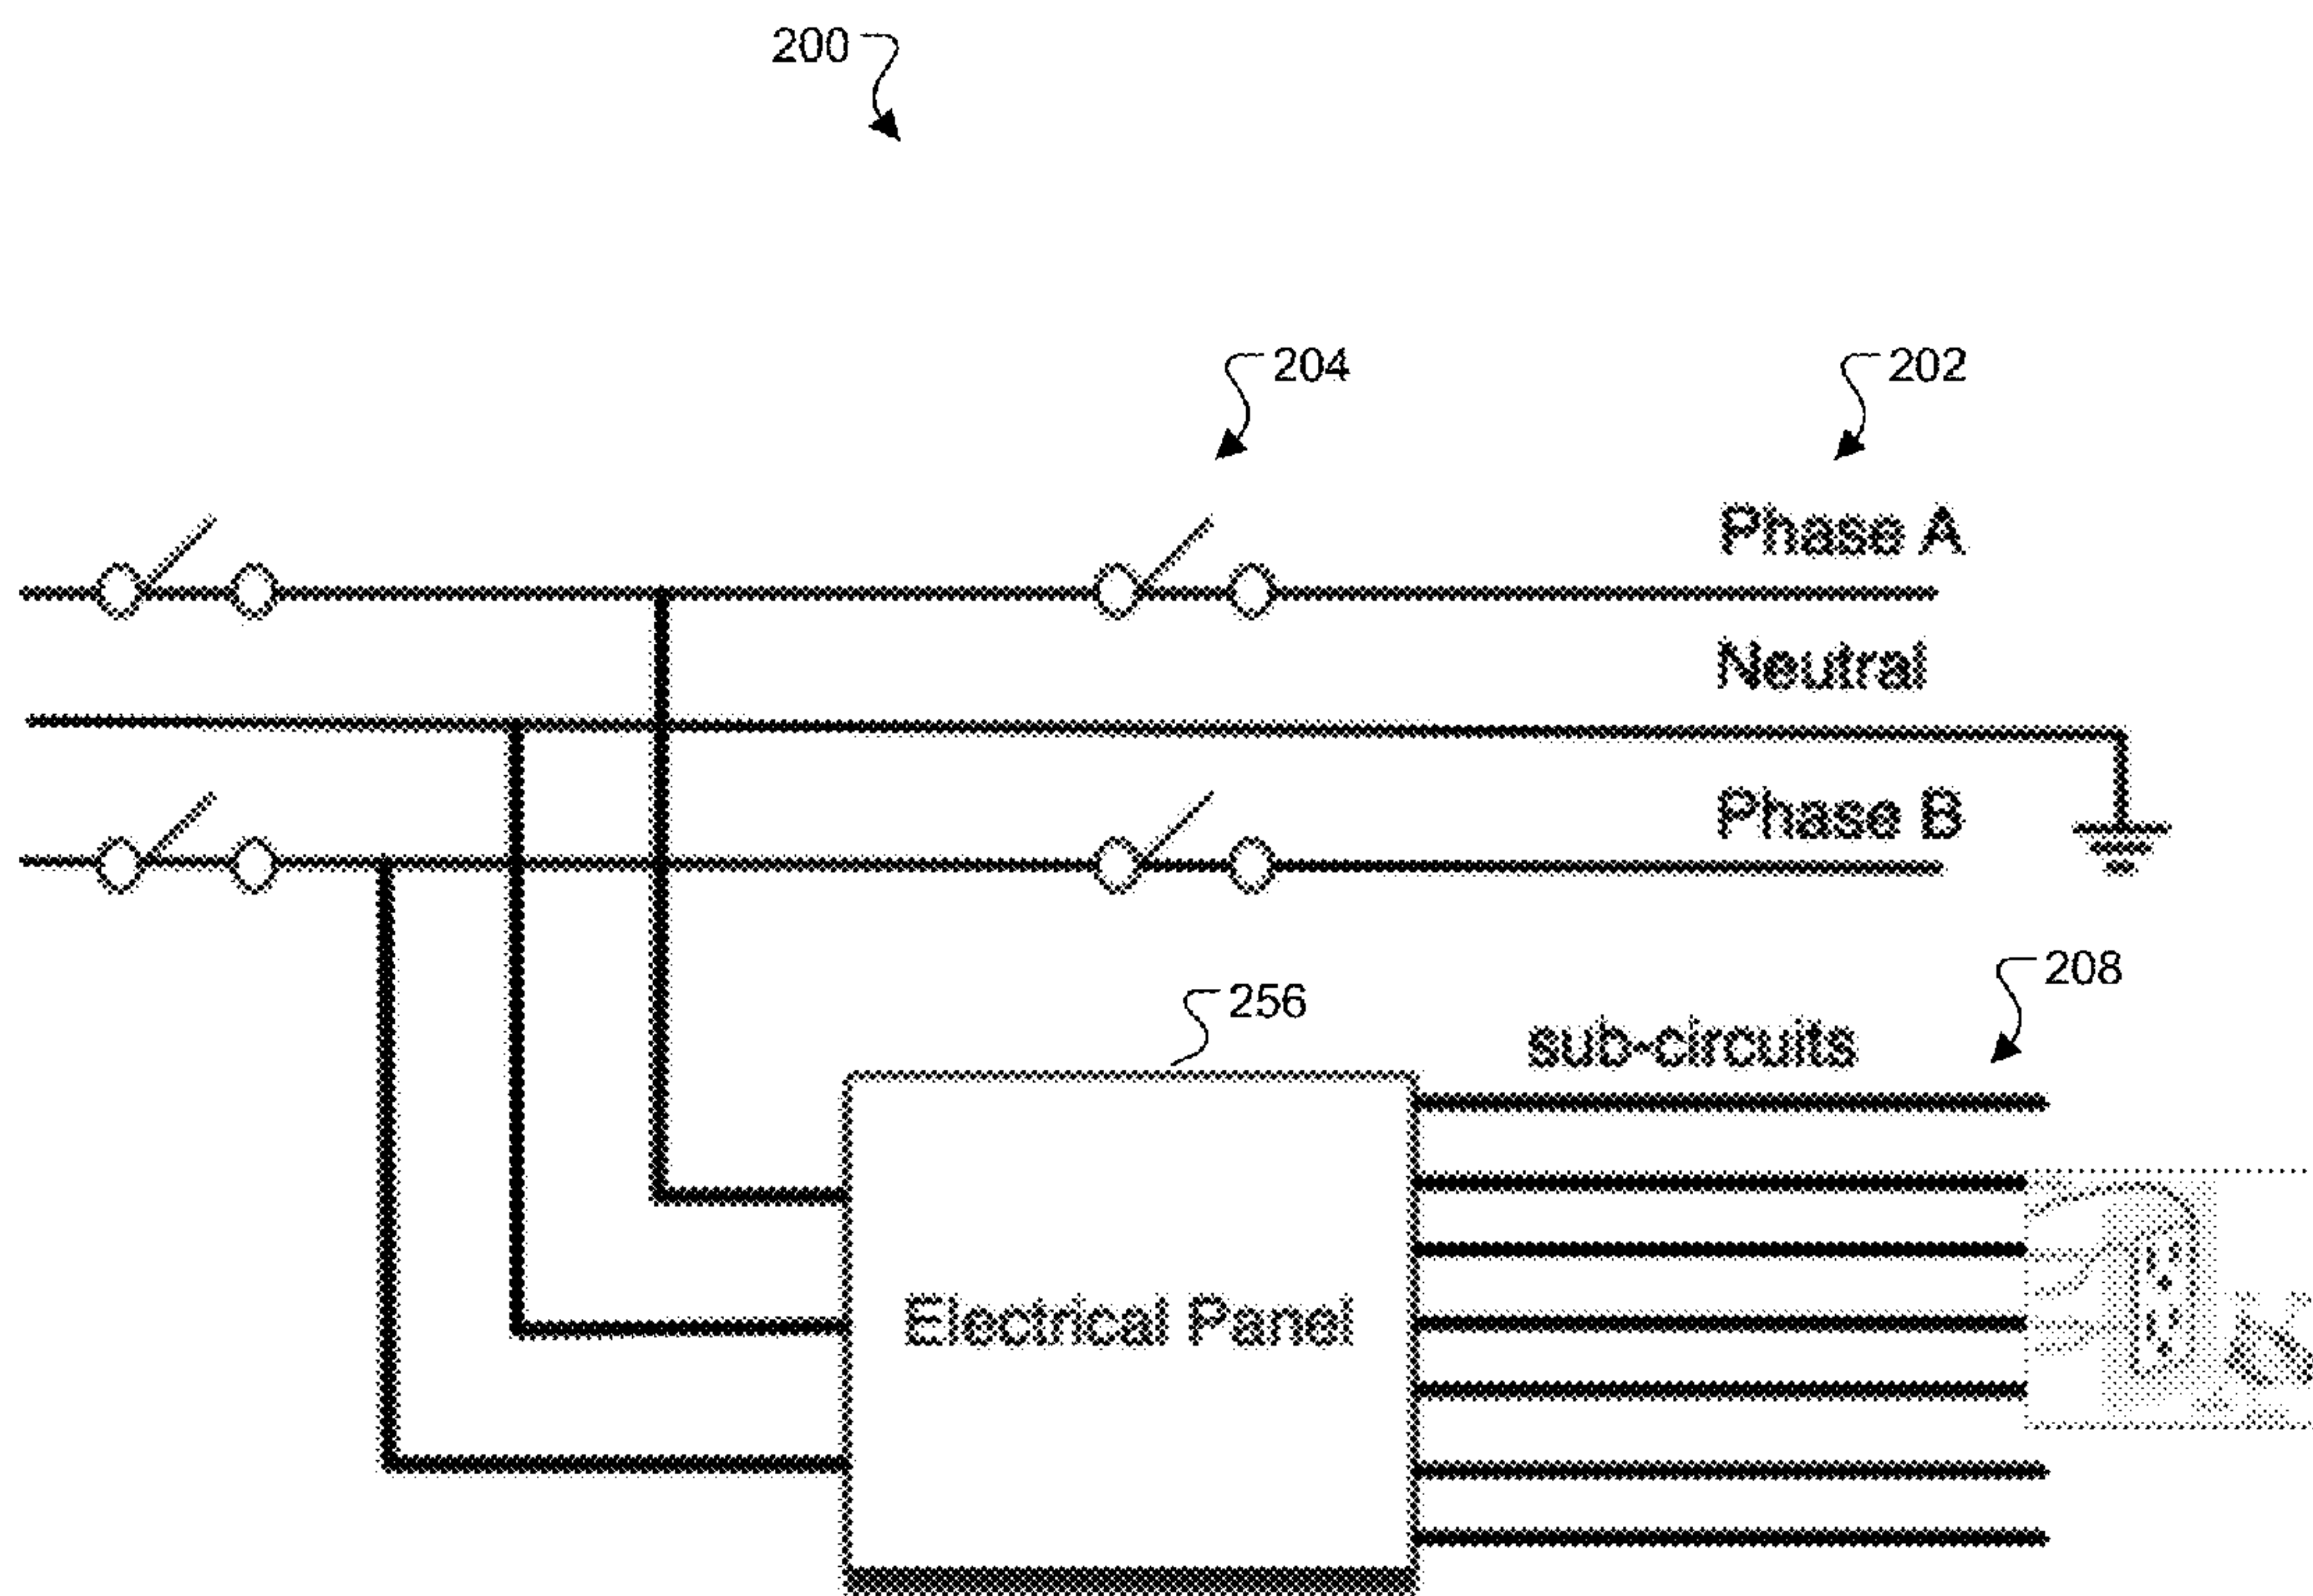 200
204
202
Phase A
Neutral
Phase B
208
256
sub-circuits
Electrical Panel